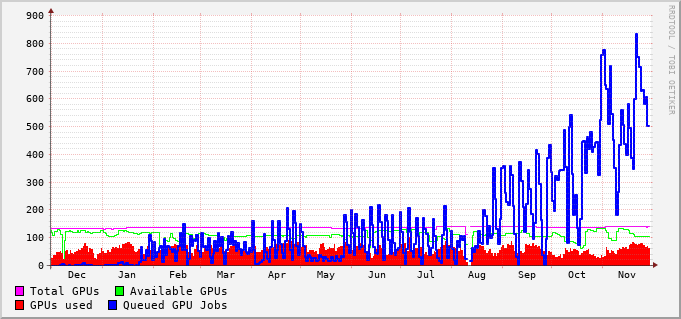 900
800
700
600
500
400
300
200
100
0
Dec Jan Feb Mar Apr May Jun Jul Aug Sep Oct Nov
Total GPUs Available GPUs
GPUs used Queued GPU Jobs
RRDTOOL / TOBI OETIKER